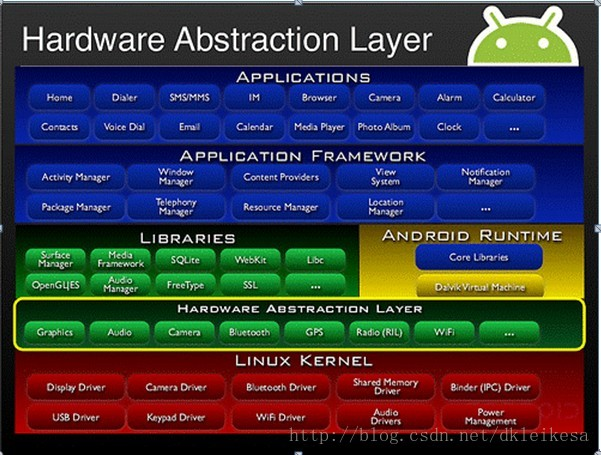 Hardware Abstraction Layer
APPLICATIONS
Home Dialer SMS/MMS IM Browser Camera Alarm Calculator
Contacts Voice Dial Email Calendar Media Player Photo Album Clock ...
APPLICATION FRAMEWORK
Activity Manager Window Manager Content Providers View System Notification Manager
Package Manager Telephony Manager Resource Manager Location Manager ...
LIBRARIES
Surface Manager Media Framework SQLite WebKit Libc
OpenGL|ES Audio Manager FreeType SSL ...
ANDROID RUNTIME
Core Libraries
Dalvik Virtual Machine
HARDWARE ABSTRACTION LAYER
Graphics Audio Camera Bluetooth GPS Radio (RIL) WiFi ...
LINUX KERNEL
Display Driver Camera Driver Bluetooth Driver Shared Memory Driver Binder (IPC) Driver
USB Driver Keypad Driver WiFi Driver Audio Drivers Power Management
http://blog.csdn.net/dkleikesa